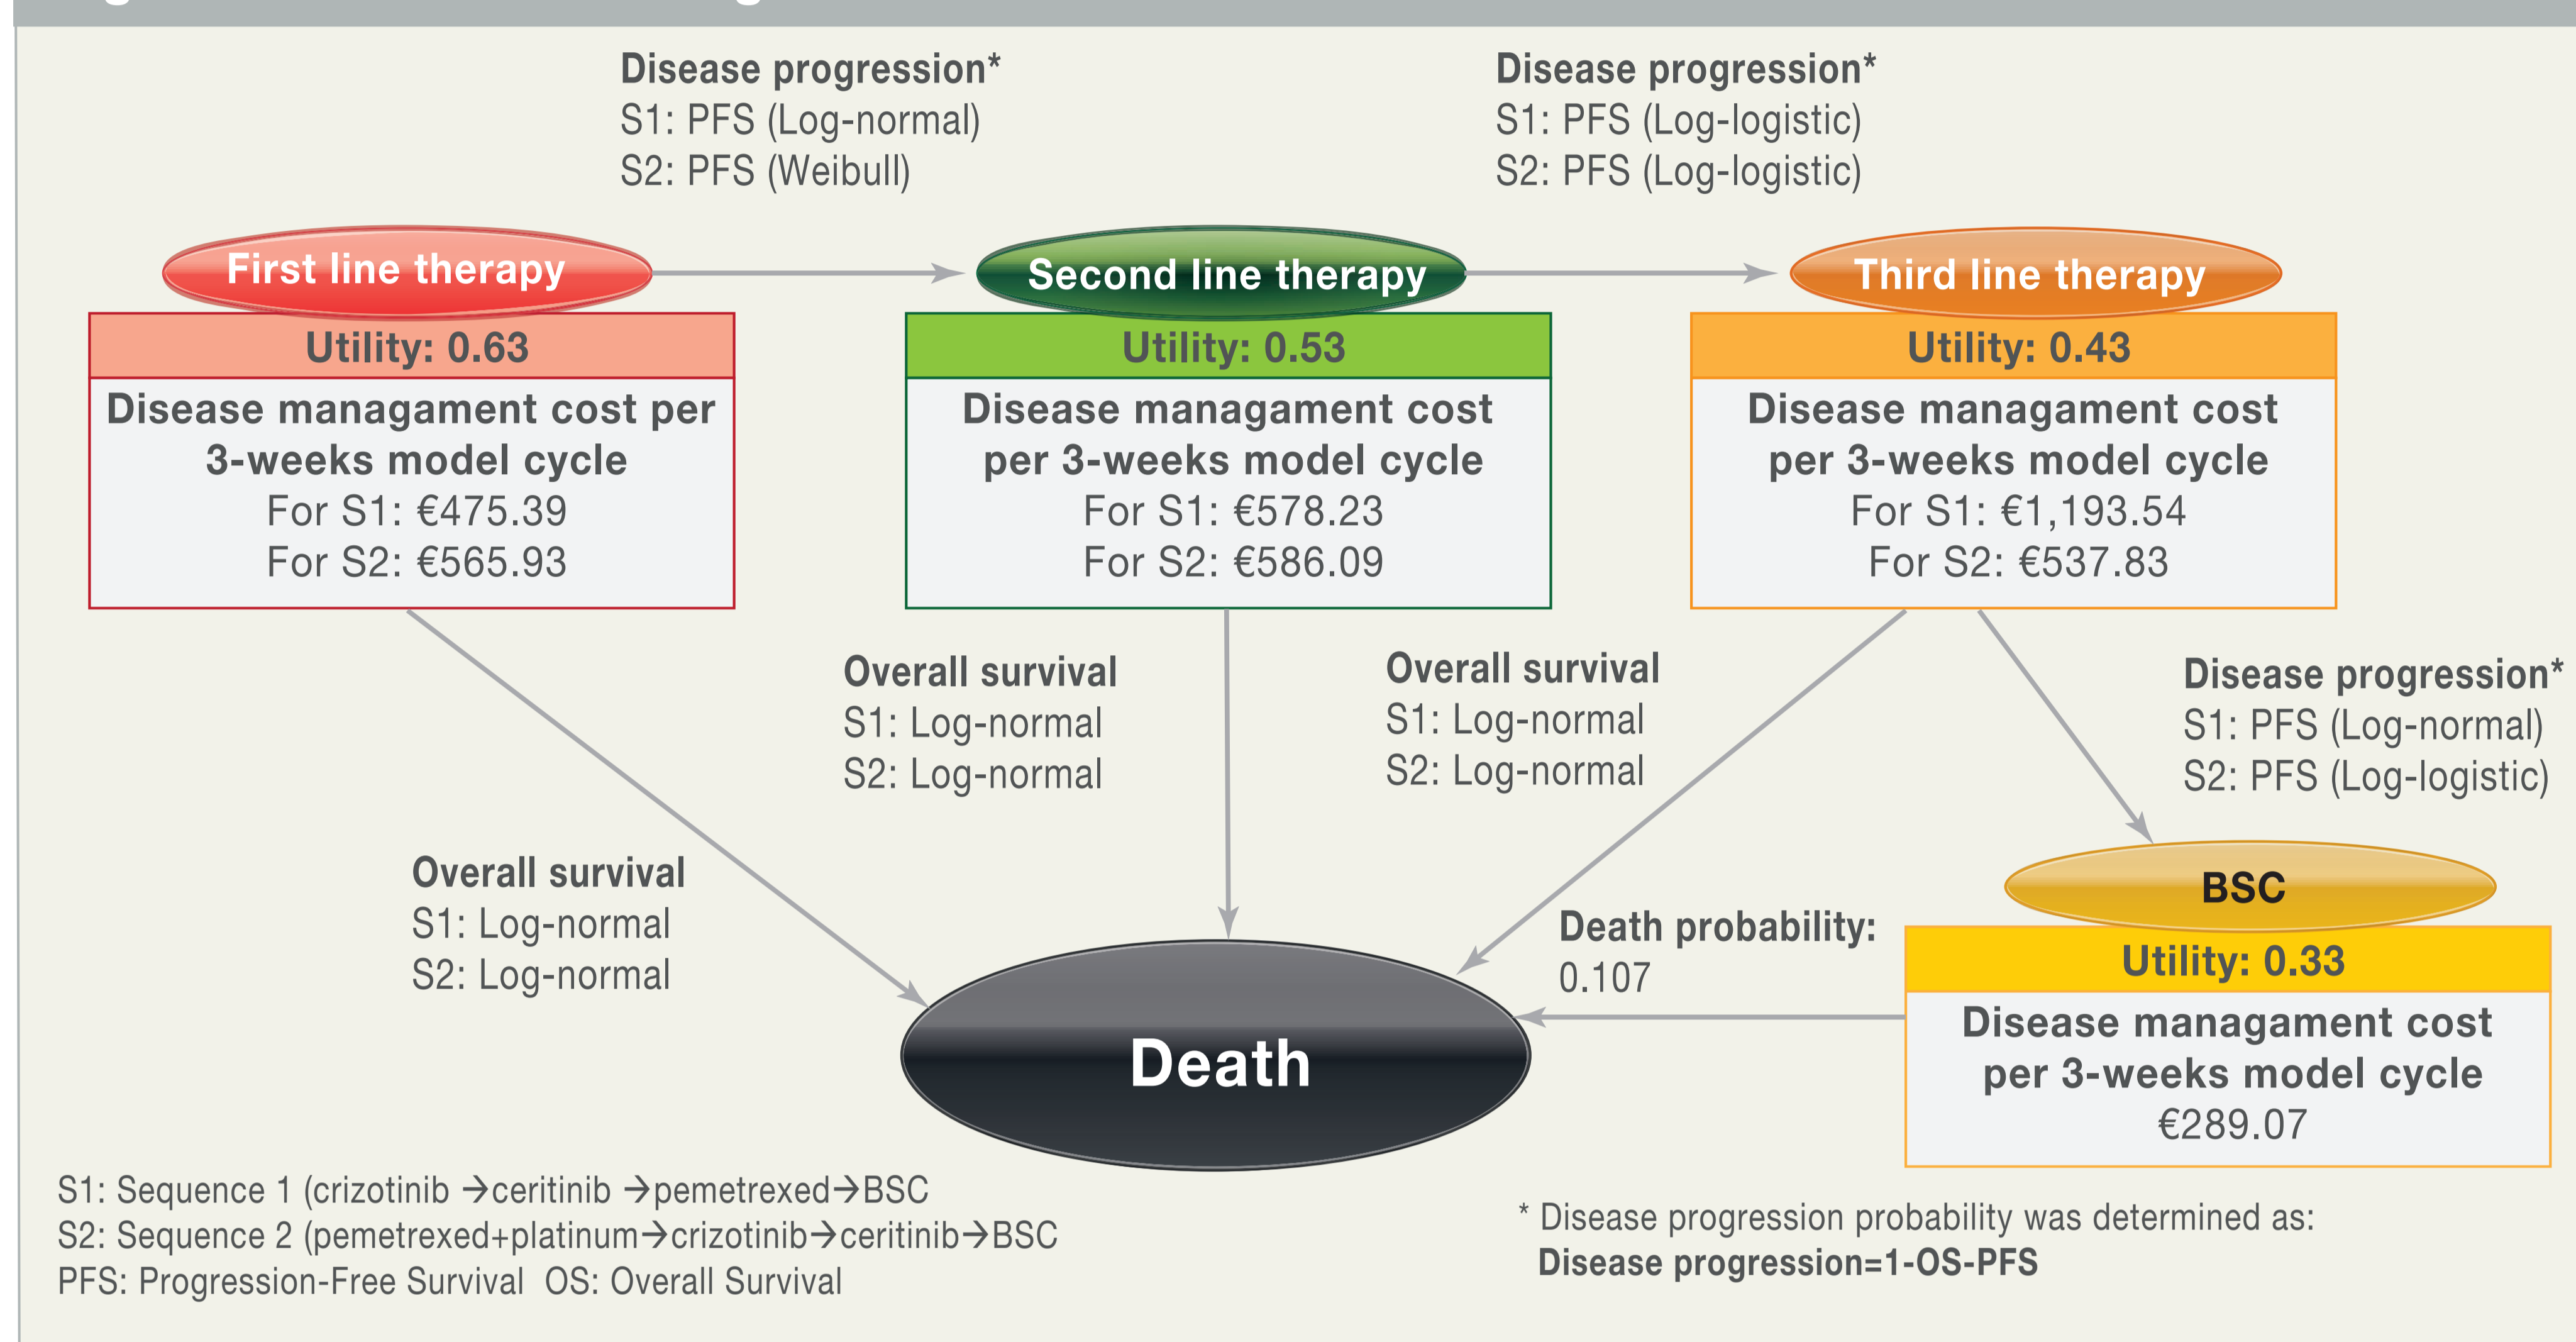 Disease progression*
S1: PFS (Log-normal)
S2: PFS (Weibull)
Disease progression*
S1: PFS (Log-logistic)
S2: PFS (Log-logistic)
First line therapy
Utility: 0.63
Disease managament cost per
3-weeks model cycle
For S1: €475.39
For S2: €565.93
Second line therapy
Utility: 0.53
Disease managament cost
per 3-weeks model cycle
For S1: €578.23
For S2: €586.09
Third line therapy
Utility: 0.43
Disease managament cost
per 3-weeks model cycle
For S1: €1,193.54
For S2: €537.83
Overall survival
S1: Log-normal
S2: Log-normal
Overall survival
S1: Log-normal
S2: Log-normal
Overall survival
S1: Log-normal
S2: Log-normal
Disease progression*
S1: PFS (Log-normal)
S2: PFS (Log-logistic)
Death probability:
0.107
Death
BSC
Utility: 0.33
Disease managament cost
per 3-weeks model cycle
€289.07
S1: Sequence 1 (crizotinib →ceritinib →pemetrexed→BSC
S2: Sequence 2 (pemetrexed+platinum→crizotinib→ceritinib→BSC
PFS: Progression-Free Survival OS: Overall Survival
* Disease progression probability was determined as:
Disease progression=1-OS-PFS